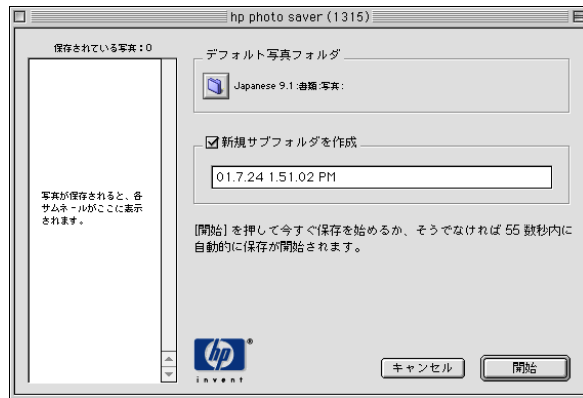 hp photo saver (1315)
保存されている写真:0
写真が保存されると、各
サムネールがここに表示
されます。
デフォルト写真フォルダ
Japanese 9.1:書類:写真:
新規サブフォルダを作成
01.7.24 1.51.02 PM
[開始] を押して今すぐ保存を始めるか、そうでなければ 55 数秒内に
自動的に保存が開始されます。
hp
invent
キャンセル
開始